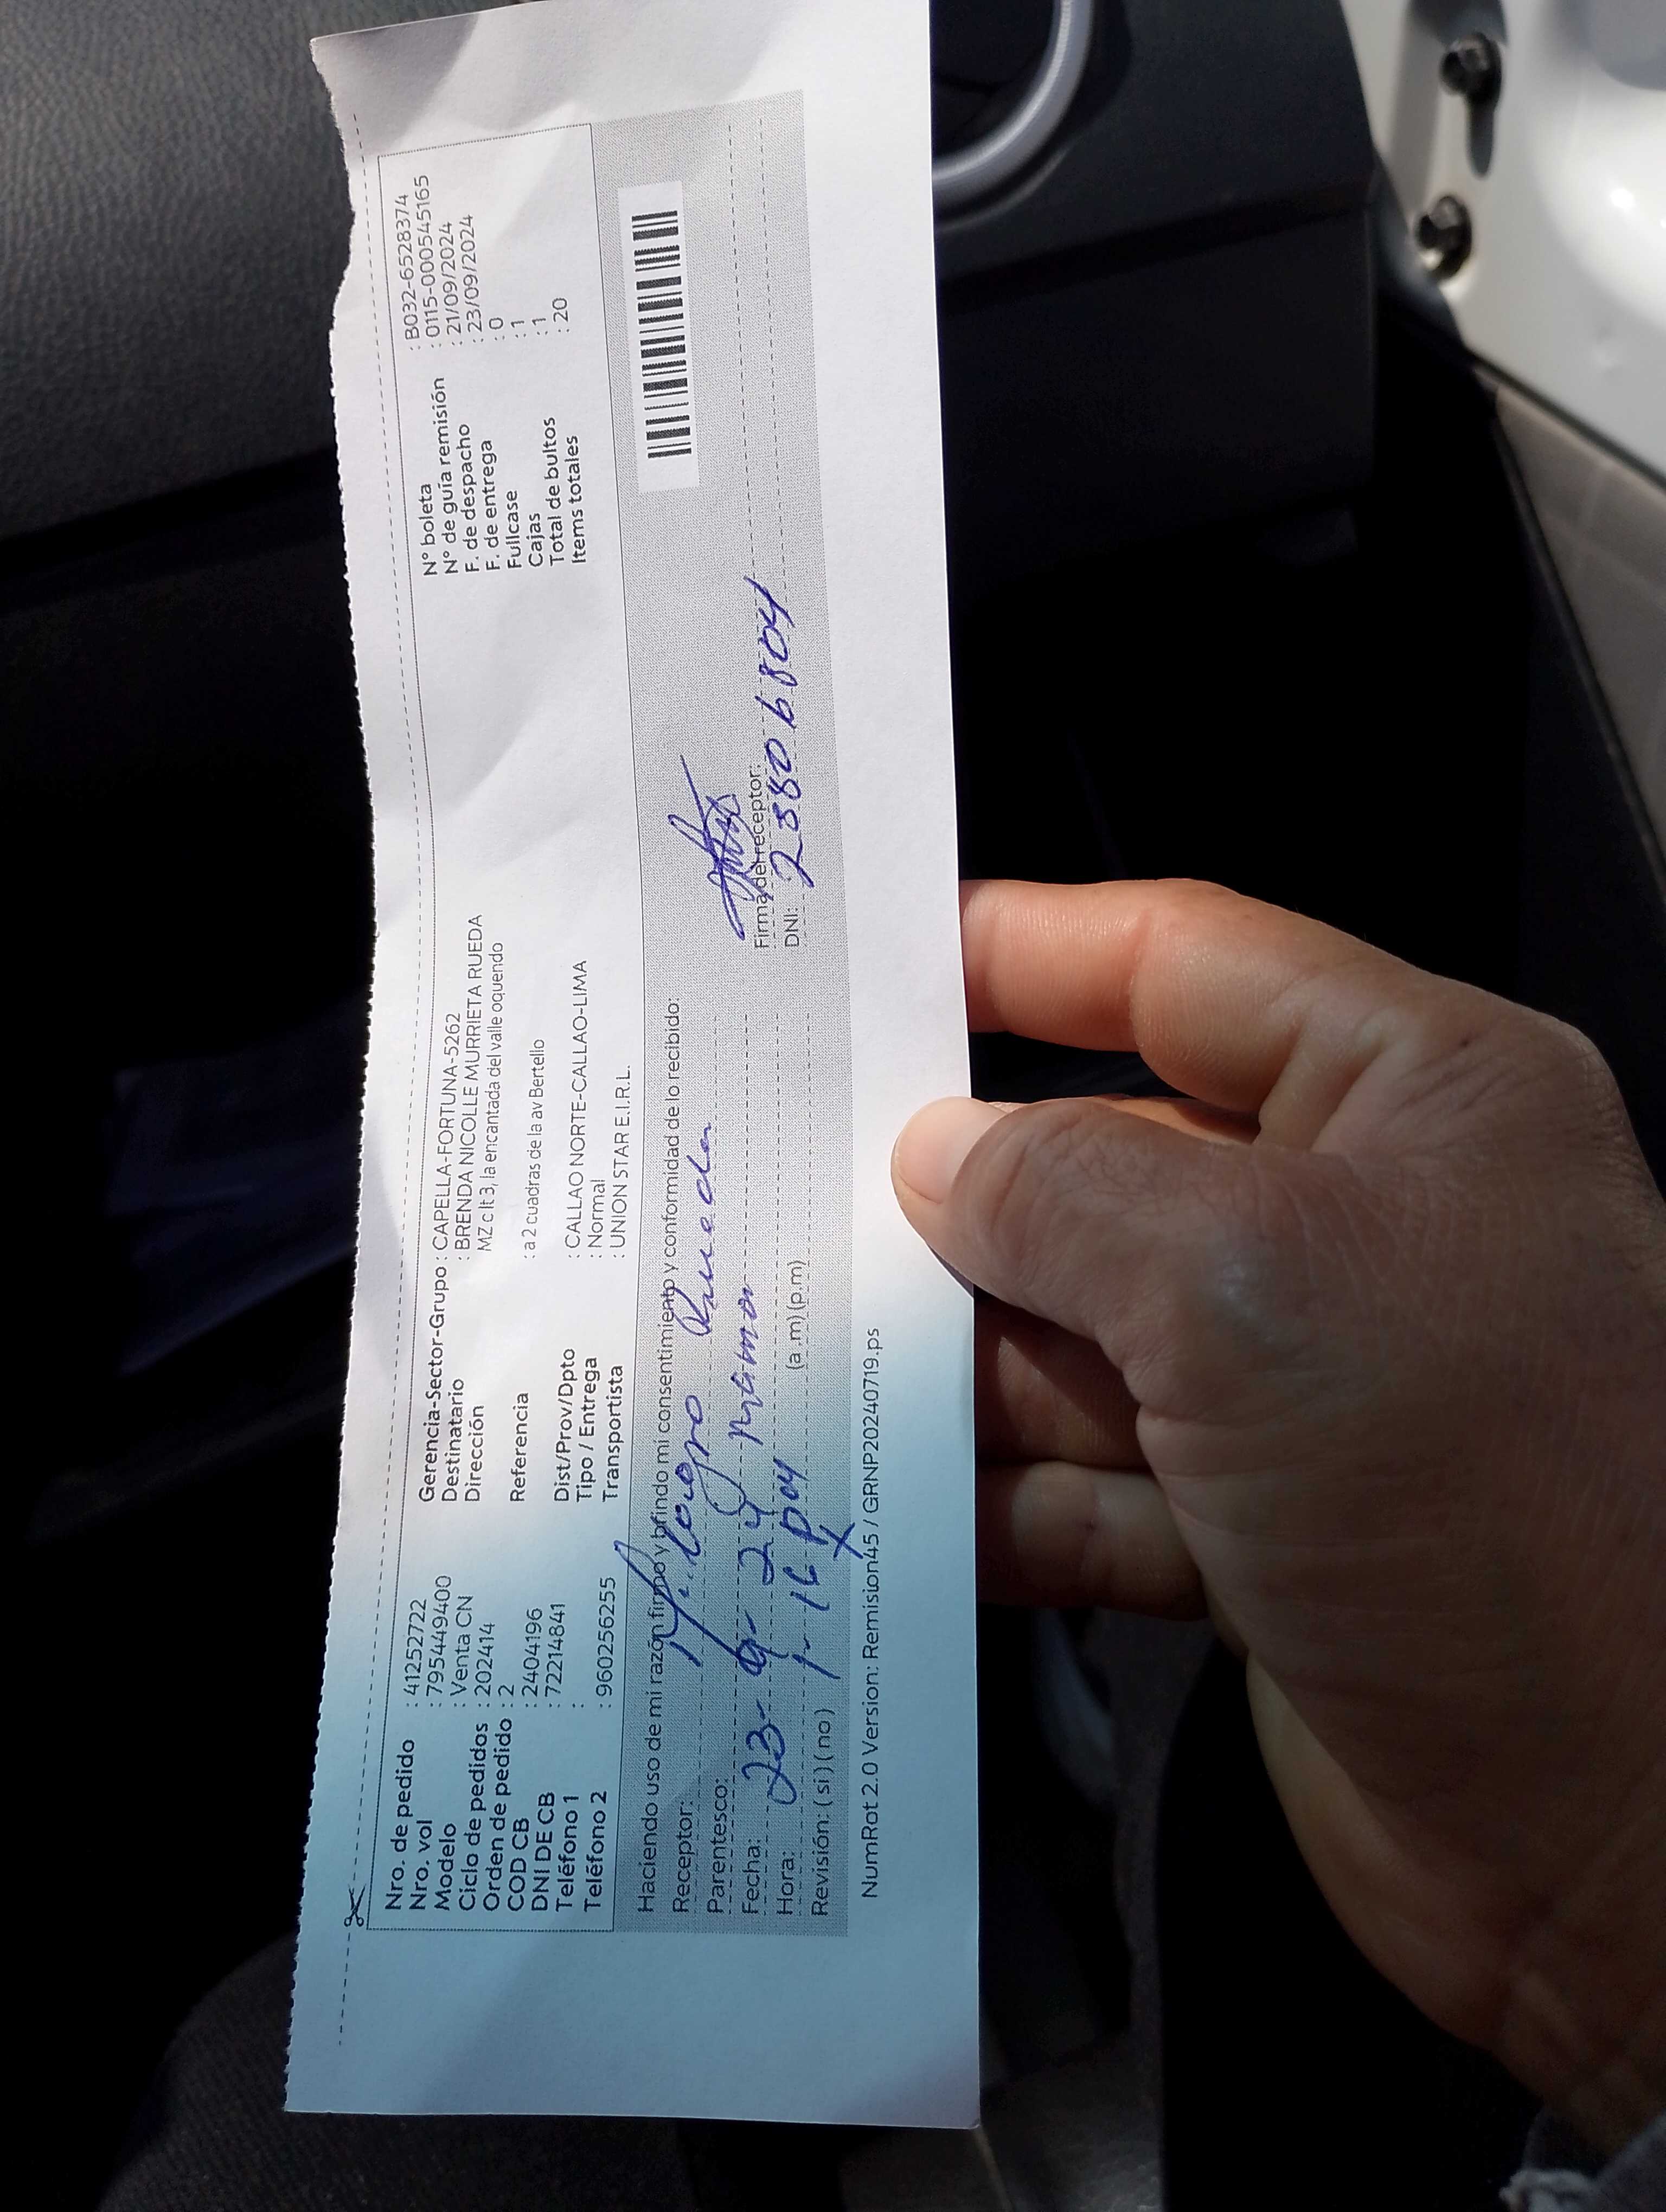 Nro. de pedido : 41252722
Nro. vol : 795449400
Modelo : Venta CN
Ciclo de pedidos : 202414
Orden de pedido : 2
COD CB : 2404196
DNI DE CB : 72214841
Teléfono 1 :
Teléfono 2 : 960256255
Gerencia-Sector-Grupo : CAPELLA-FORTUNA-5262
Destinatario : BRENDA NICOLLE MURRIETA RUEDA
Dirección MZ c lt 3, la encantada del valle oquendo
Referencia : a 2 cuadras de la av Bertello
Dist/Prov/Dpto : CALLAO NORTE-CALLAO-LIMA
Tipo / Entrega : Normal
Transportista : UNION STAR E.I.R.L.
N° boleta : B032-6528374
N° de guía remisión : 0115-000545165
F. de despacho : 21/09/2024
F. de entrega : 23/09/2024
Fullcase : 0
Cajas : 1
Total de bultos : 1
Items totales : 20
Haciendo uso de mi razón firmo y brindo mi consentimiento y conformidad de lo recibido:
Receptor: Milagro Rueda
Parentesco: Mama
Fecha: 23- 9- 24
Hora: 1- 16 pm (a .m) (p.m)
Revisión: ( si ) ( no )
Firma del receptor:
DNI: 23806804
NumRot 2.0 Version: Remision45 / GRNP20240719.ps